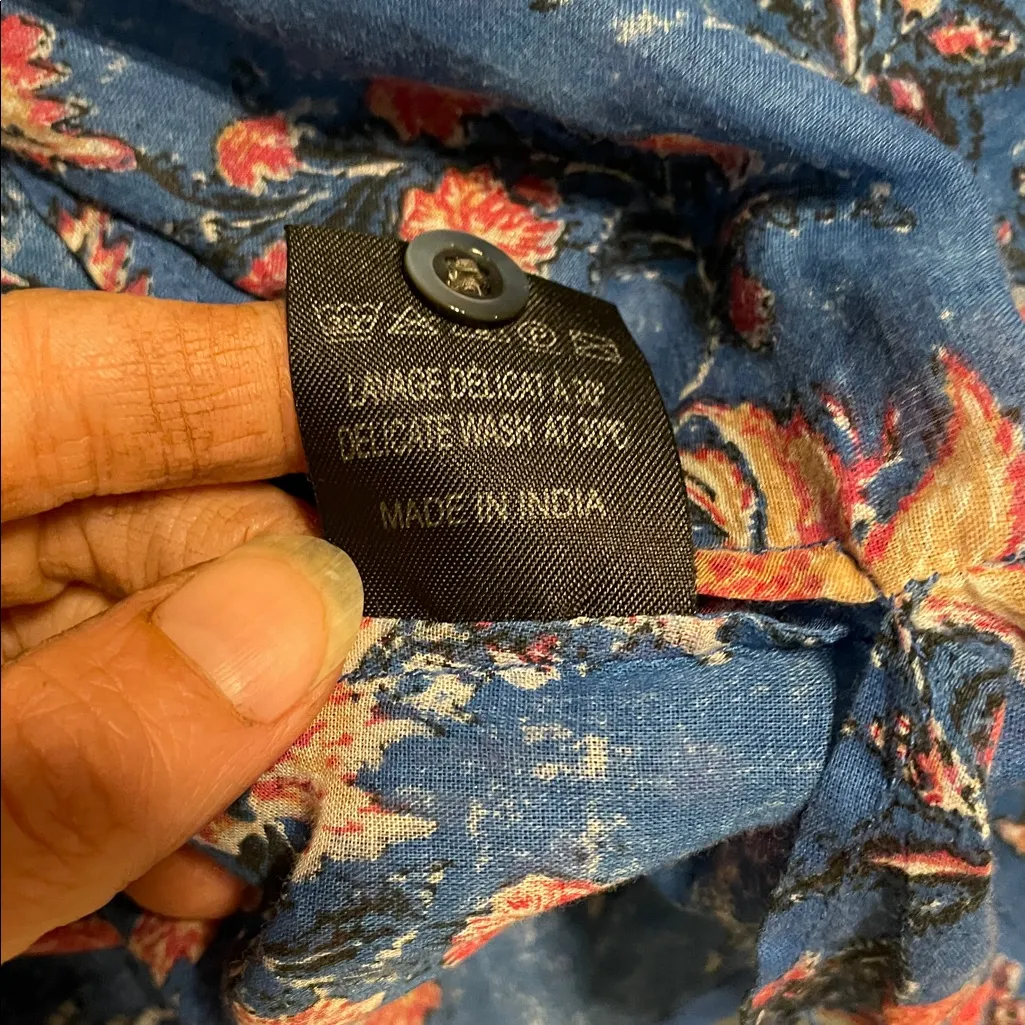 LAVAGE DELICAT A 30°
DELICATE WASH AT 30°C
MADE IN INDIA